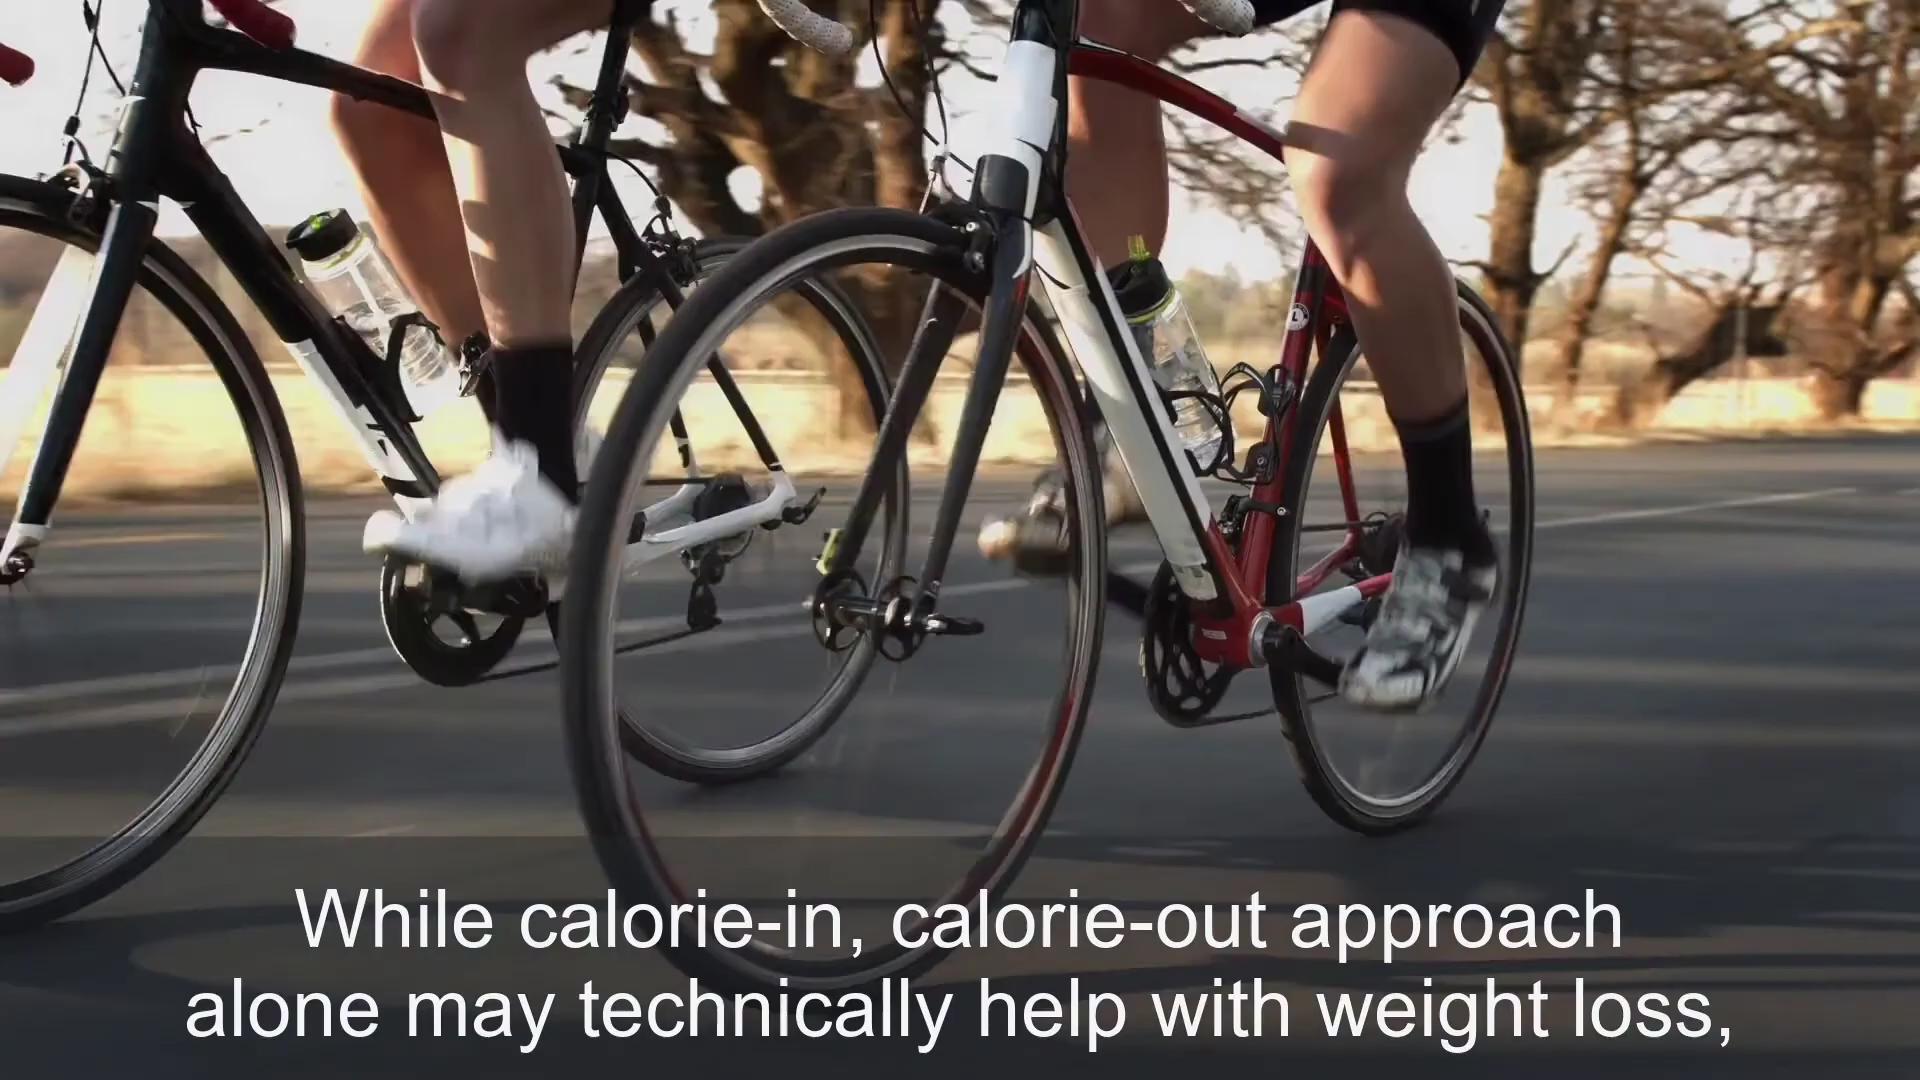 While calorie-in, calorie-out approach
alone may technically help with weight loss,